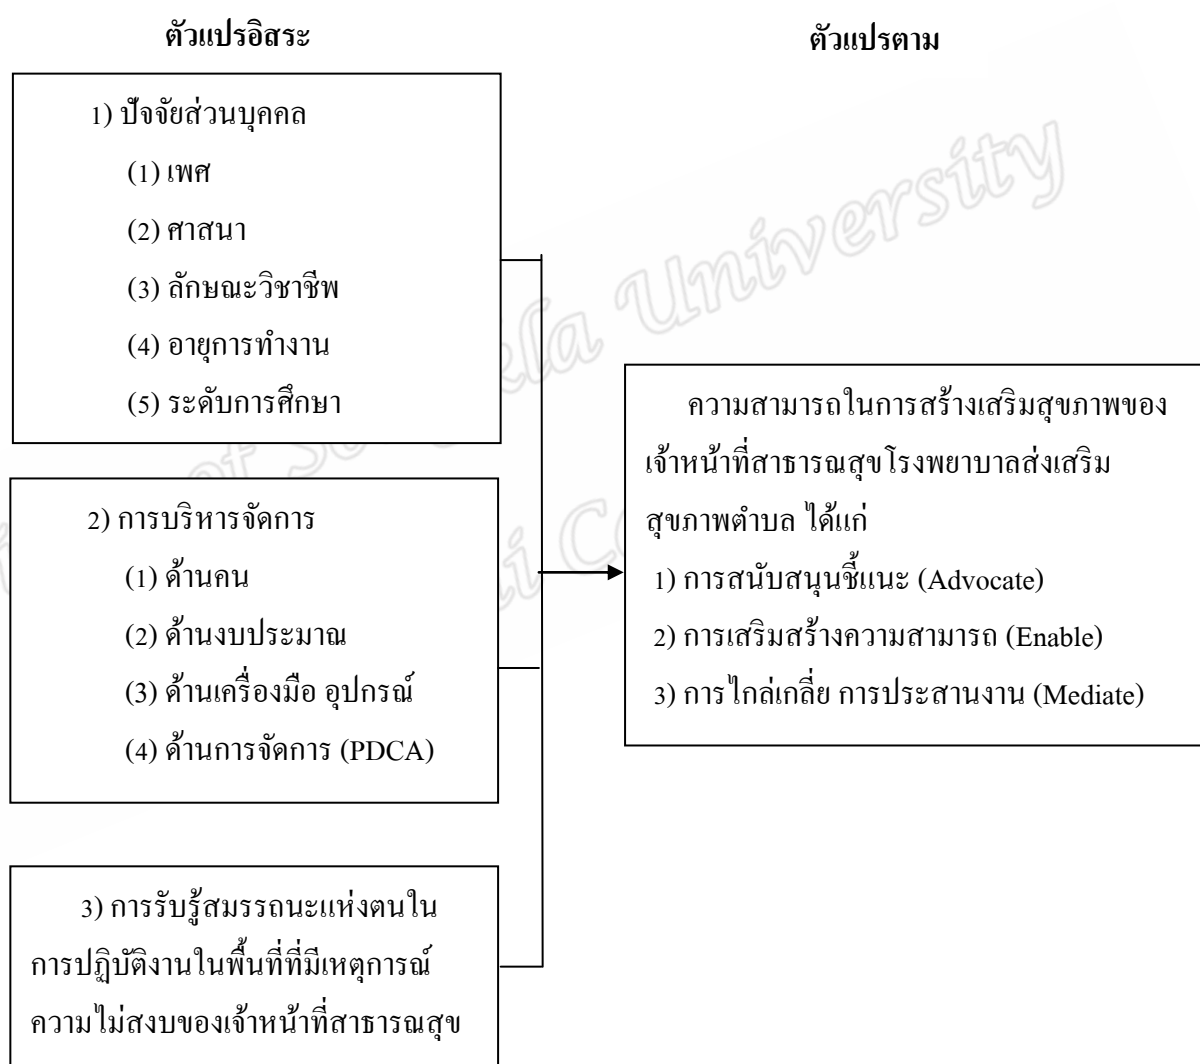 ตัวแปรอิสระ
ตัวแปรตาม
1) ปัจจัยส่วนบุคคล
(1) เพศ
(2) ศาสนา
(3) ลักษณะวิชาชีพ
(4) อายุการทำงาน
(5) ระดับการศึกษา
2) การบริหารจัดการ
(1) ด้านคน
(2) ด้านงบประมาณ
(3) ด้านเครื่องมือ อุปกรณ์
(4) ด้านการจัดการ (PDCA)
3) การรับรู้สมรรถนะแห่งตนใน
การปฏิบัติงานในพื้นที่ที่มีเหตุการณ์
ความไม่สงบของเจ้าหน้าที่สาธารณสุข
ความสามารถในการสร้างเสริมสุขภาพของ
เจ้าหน้าที่สาธารณสุขโรงพยาบาลส่งเสริม
สุขภาพตำบล ได้แก่
1) การสนับสนุนชี้แนะ (Advocate)
2) การเสริมสร้างความสามารถ (Enable)
3) การไกล่เกลี่ย การประสานงาน (Mediate)
University